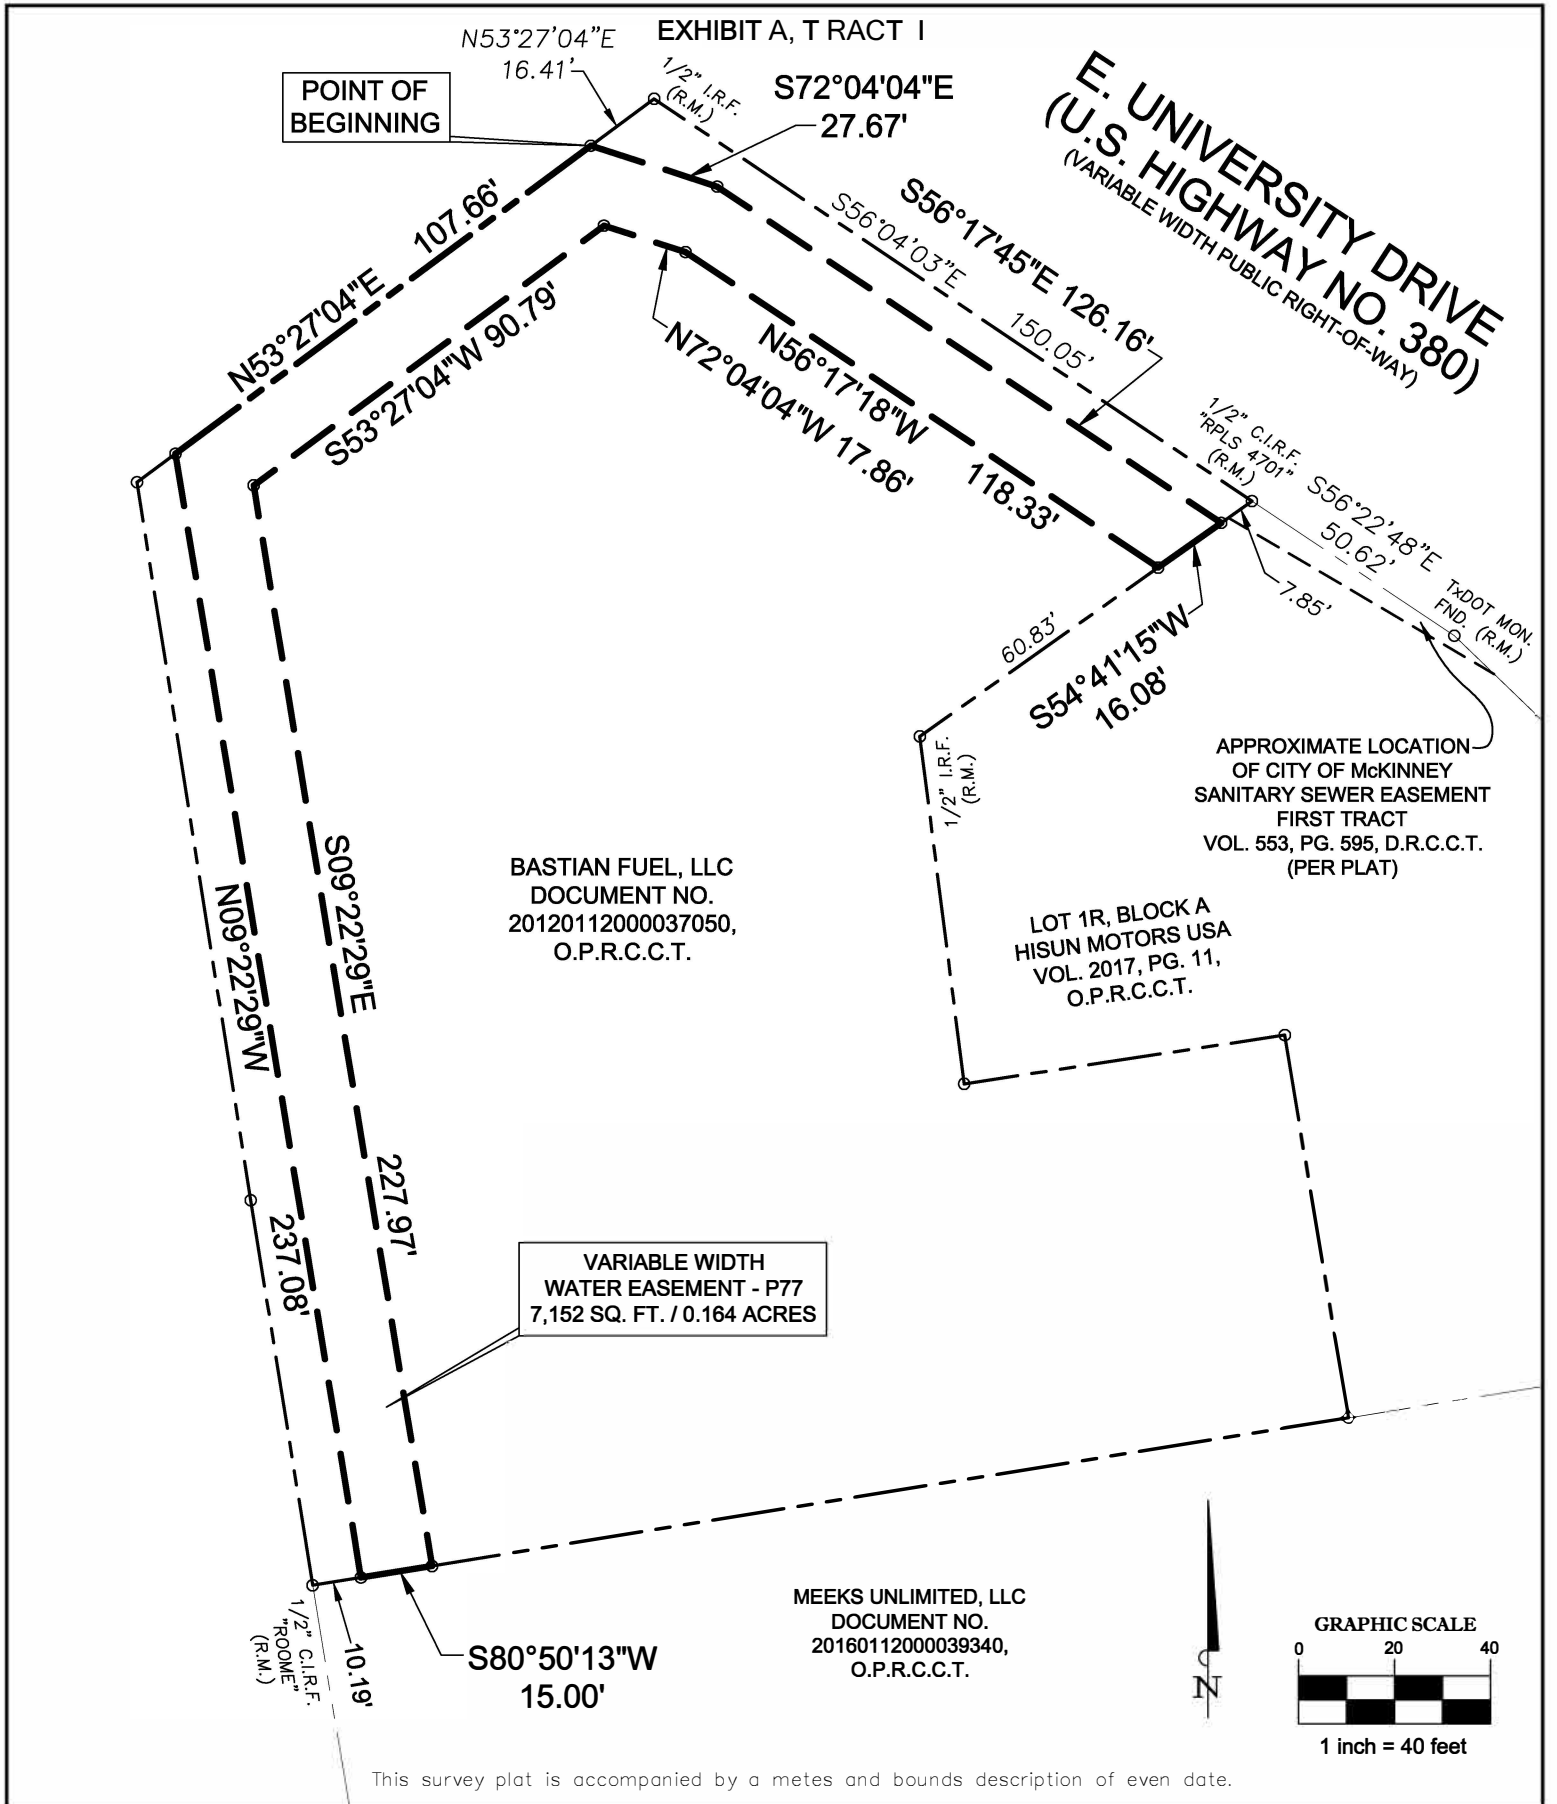 EXHIBIT A, T RACT I
N53°27'04"E
16.41'
POINT OF
BEGINNING
1/2" I.R.F.
(R.M.)
S72°04'04"E
27.67'
E. UNIVERSITY DRIVE
(U.S. HIGHWAY NO. 380)
(VARIABLE WIDTH PUBLIC RIGHT-OF-WAY)
N53°27'04"E 107.66'
S53°27'04"W 90.79'
S56°04'03"E 150.05'
S56°17'45"E 126.16'
N72°04'04"W 17.86'
N56°17'18"W 118.33'
1/2" C.I.R.F.
"RPLS 4701"
(R.M.)
S56°22'48"E
50.62'
TxDOT MON.
FND. (R.M.)
7.85'
60.83'
S54°41'15"W
16.08'
1/2" I.R.F.
(R.M.)
APPROXIMATE LOCATION
OF CITY OF McKINNEY
SANITARY SEWER EASEMENT
FIRST TRACT
VOL. 553, PG. 595, D.R.C.C.T.
(PER PLAT)
BASTIAN FUEL, LLC
DOCUMENT NO.
20120112000037050,
O.P.R.C.C.T.
LOT 1R, BLOCK A
HISUN MOTORS USA
VOL. 2017, PG. 11,
O.P.R.C.C.T.
N09°22'29"W 237.08'
S09°22'29"E 227.97'
VARIABLE WIDTH
WATER EASEMENT - P77
7,152 SQ. FT. / 0.164 ACRES
1/2" C.I.R.F.
"ROOME"
(R.M.)
10.19'
S80°50'13"W
15.00'
MEEKS UNLIMITED, LLC
DOCUMENT NO.
20160112000039340,
O.P.R.C.C.T.
N
GRAPHIC SCALE
0 20 40
1 inch = 40 feet
This survey plat is accompanied by a metes and bounds description of even date.